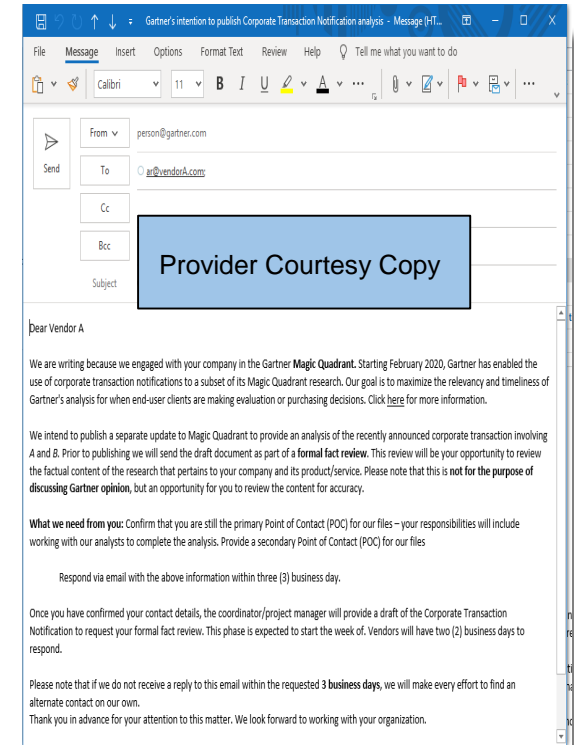 Gartner's intention to publish Corporate Transaction Notification analysis - Message (HT...
File Message Insert Options Format Text Review Help Tell me what you want to do
Calibri 11 B I U A ...
From person@gartner.com
Send To ar@vendorA.com;
Cc
Bcc
Provider Courtesy Copy
Subject
Dear Vendor A
We are writing because we engaged with your company in the Gartner Magic Quadrant. Starting February 2020, Gartner has enabled the
use of corporate transaction notifications to a subset of its Magic Quadrant research. Our goal is to maximize the relevancy and timeliness of
Gartner's analysis for when end-user clients are making evaluation or purchasing decisions. Click here for more information.
We intend to publish a separate update to Magic Quadrant to provide an analysis of the recently announced corporate transaction involving
A and B. Prior to publishing we will send the draft document as part of a formal fact review. This review will be your opportunity to review
the factual content of the research that pertains to your company and its product/service. Please note that this is not for the purpose of
discussing Gartner opinion, but an opportunity for you to review the content for accuracy.
What we need from you: Confirm that you are still the primary Point of Contact (POC) for our files – your responsibilities will include
working with our analysts to complete the analysis. Provide a secondary Point of Contact (POC) for our files
Respond via email with the above information within three (3) business day.
Once you have confirmed your contact details, the coordinator/project manager will provide a draft of the Corporate Transaction
Notification to request your formal fact review. This phase is expected to start the week of. Vendors will have two (2) business days to
respond.
Please note that if we do not receive a reply to this email within the requested 3 business days, we will make every effort to find an
alternate contact on our own.
Thank you in advance for your attention to this matter. We look forward to working with your organization.